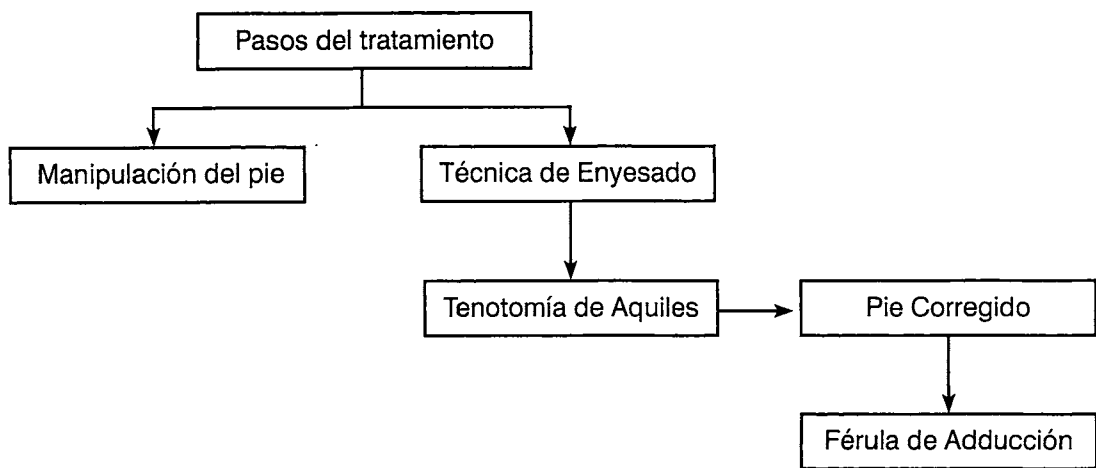 Pasos del tratamiento
Manipulación del pie
Técnica de Enyesado
Tenotomía de Aquiles
Pie Corregido
Férula de Adducción